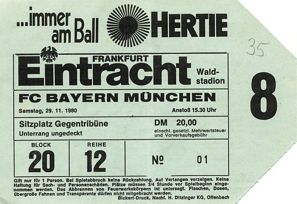 ...immer
am Ball HERTIE
35
FRANKFURT
Eintracht Wald-
stadion
FC BAYERN MÜNCHEN 8
Samstag, 29. 11. 1980 Anstoß 15.30 Uhr
Sitzplatz Gegentribüne DM 20,00
Unterrang ungedeckt einschl. gesetzl. Mehrwertsteuer
und Vorverkaufsgebühr
BLOCK REIHE
20 12 No 01
Gilt nur für 1 Person. Bei Spielabbruch keine Rückzahlung. Auf Verlangen vorzeigen. Keine
Haftung für Sach- und Personenschäden. Plätze müssen 3/4 Stunde vor Spielbeginn einge-
nommen werden. Das Abbrennen von Feuerwerkskörpern ist untersagt. Flaschen, Dosen,
übergroße Fahnen und Transparente dürfen nicht mitgebracht werden.
Bickert-Druck, Nachf. H. Ditzinger KG, Offenbach